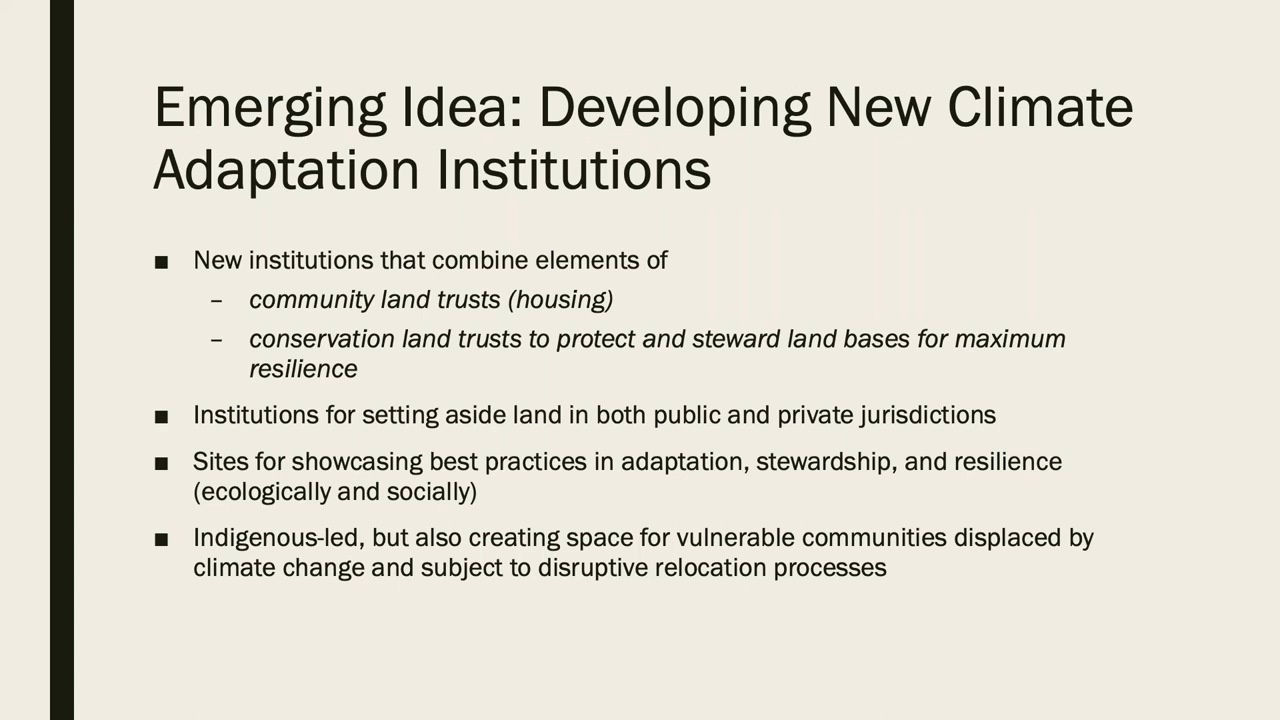 Emerging Idea: Developing New Climate
Adaptation Institutions
■ New institutions that combine elements of
– community land trusts (housing)
– conservation land trusts to protect and steward land bases for maximum
resilience
■ Institutions for setting aside land in both public and private jurisdictions
■ Sites for showcasing best practices in adaptation, stewardship, and resilience
(ecologically and socially)
■ Indigenous-led, but also creating space for vulnerable communities displaced by
climate change and subject to disruptive relocation processes